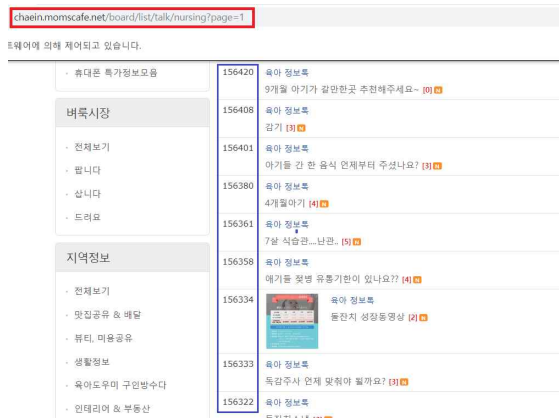 chaein.momscafe.net/board/list/talk/nursing?page=1
트웨어에 의해 제어되고 있습니다.
휴대폰 특가정보모음
벼룩시장
전체보기
팝니다
삽니다
드려요
지역정보
전체보기
맛집공유 & 배달
뷰티, 미용공유
생활정보
육아도우미 구인방수다
인테리어 & 부동산
156420 육아 정보톡
9개월 아기가 갈만한곳 추천해주세요~ [0] N
156408 육아 정보톡
감기 [3] N
156401 육아 정보톡
아기들 간 한 음식 언제부터 주셨나요? [3] N
156380 육아 정보톡
4개월아기 [4] N
156361 육아 정보톡
7살 식습관....난관.. [5] N
156358 육아 정보톡
애기들 젖병 유통기한이 있나요?? [4] N
156334 육아 정보톡
돌잔치 성장동영상 [2] N
156333 육아 정보톡
독감주사 언제 맞춰야 될까요? [3] N
156322 육아 정보톡